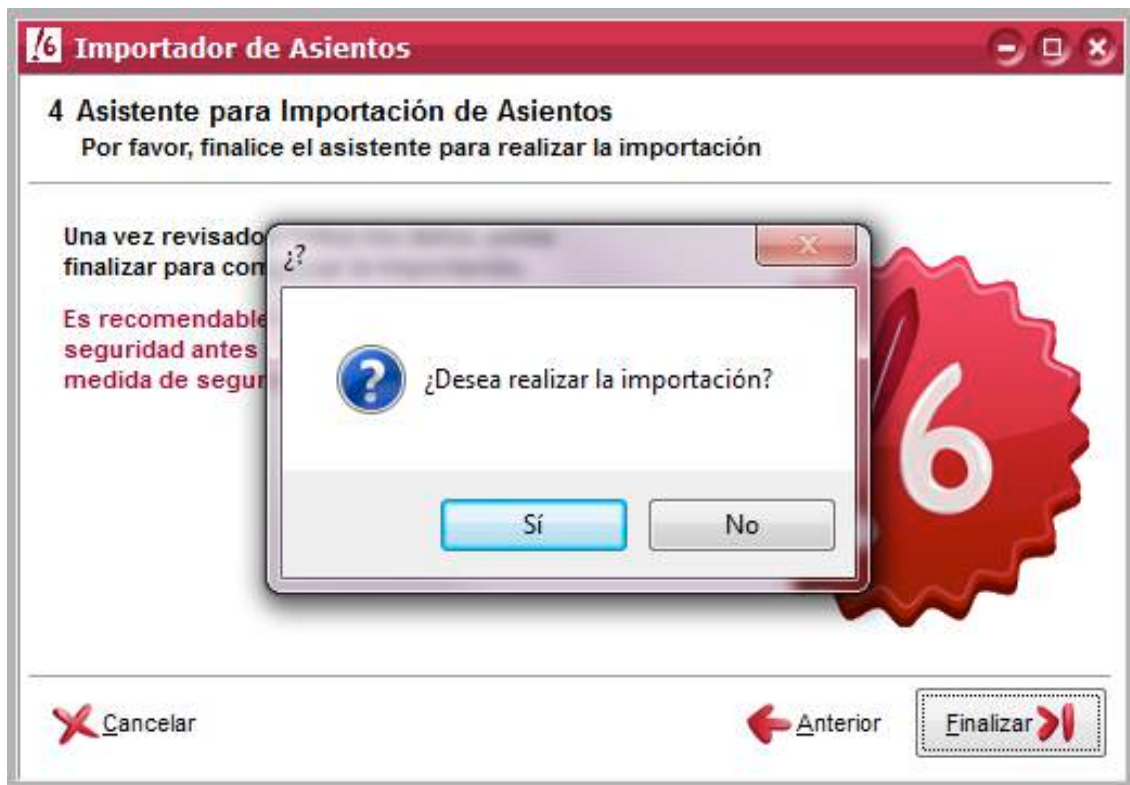 Importador de Asientos
4 Asistente para Importación de Asientos
Por favor, finalice el asistente para realizar la importación
Una vez revisado
finalizar para
Es recomendable
seguridad antes
medida de
¿?
¿Desea realizar la importación?
6
Sí
No
Cancelar
Anterior
Finalizar